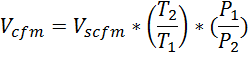 V_cfm = V_scfm * (T_2/T_1) * (P_1/P_2)